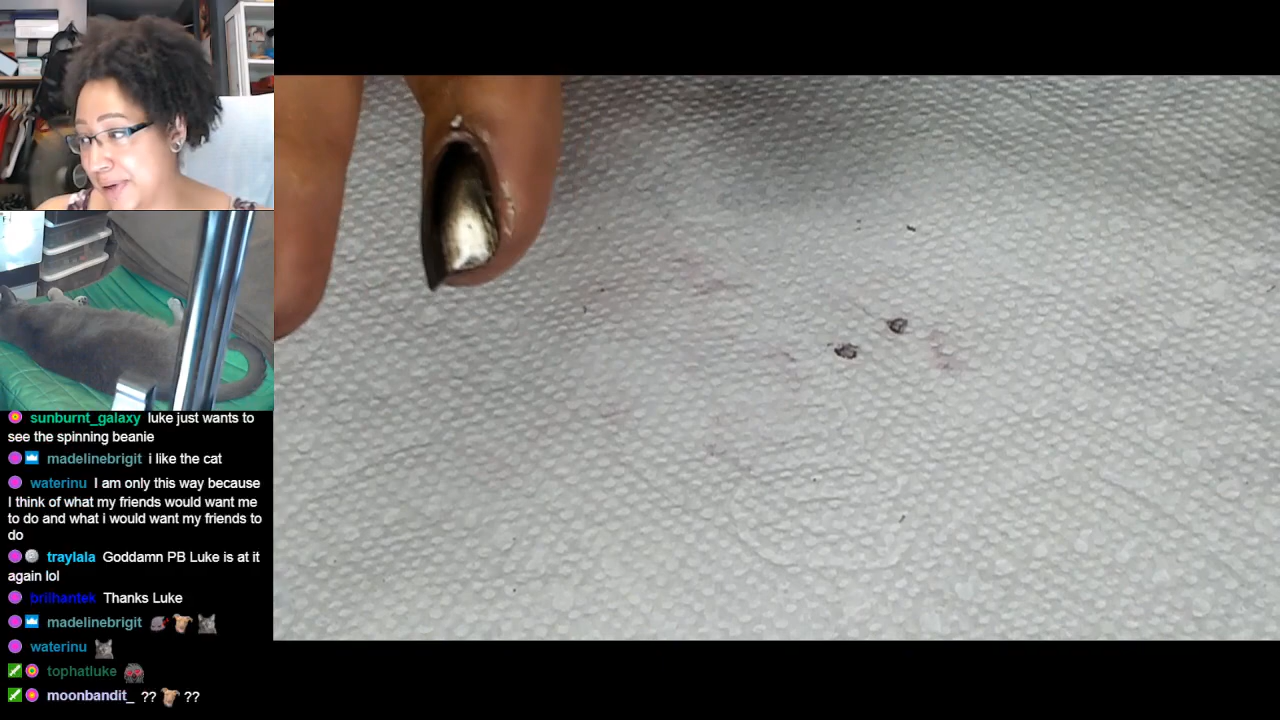 sunburnt_galaxy luke just wants to
see the spinning beanie
madelinebrigit i like the cat
waterinu I am only this way because
I think of what my friends would want me
to do and what i would want my friends to
do
traylala Goddamn PB Luke is at it
again lol
brilhantek Thanks Luke
madelinebrigit
waterinu
tophatluke
moonbandit_ ?? ??